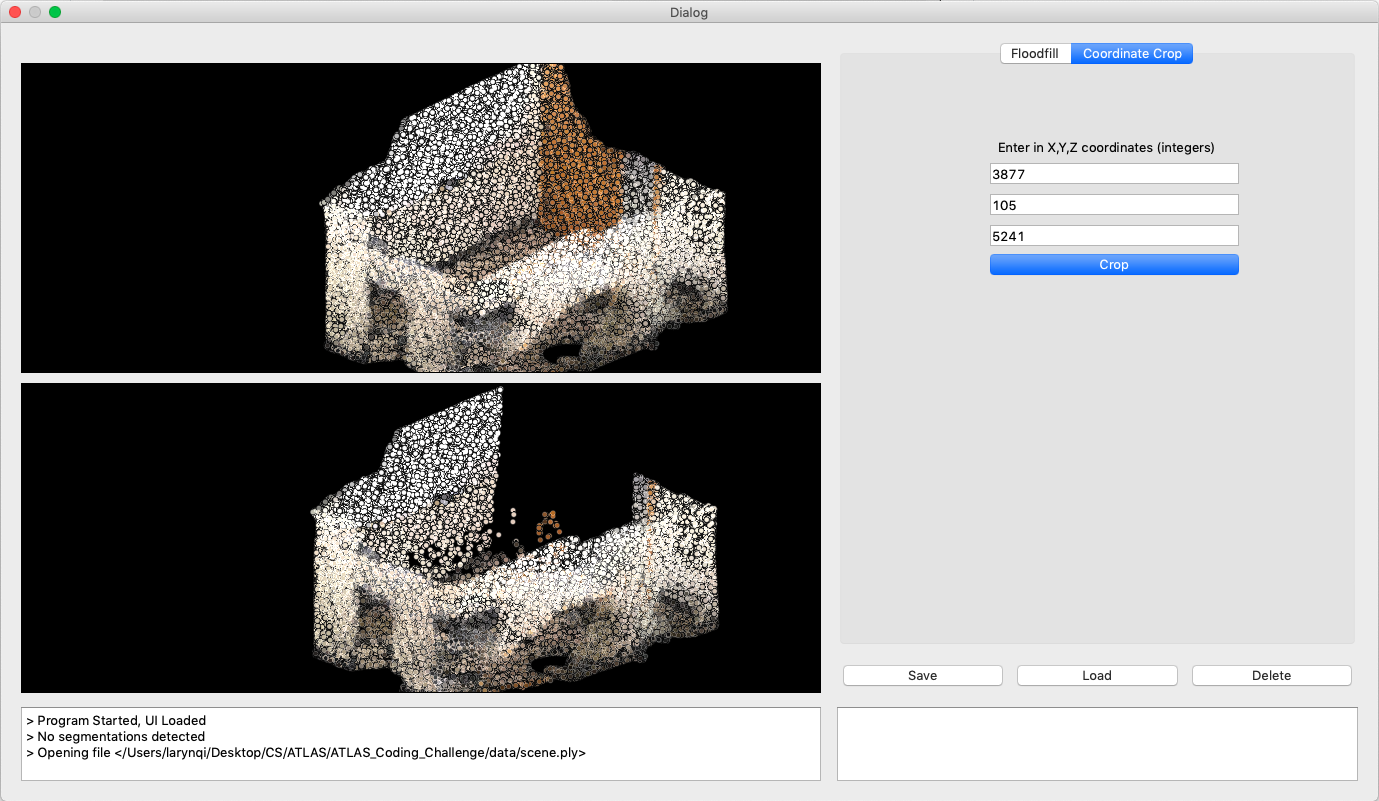 Dialog
Floodfill
Coordinate Crop
Enter in X,Y,Z coordinates (integers)
3877
105
5241
Crop
Save
Load
Delete
> Program Started, UI Loaded
> No segmentations detected
> Opening file </Users/larynqi/Desktop/CS/ATLAS/ATLAS_Coding_Challenge/data/scene.ply>